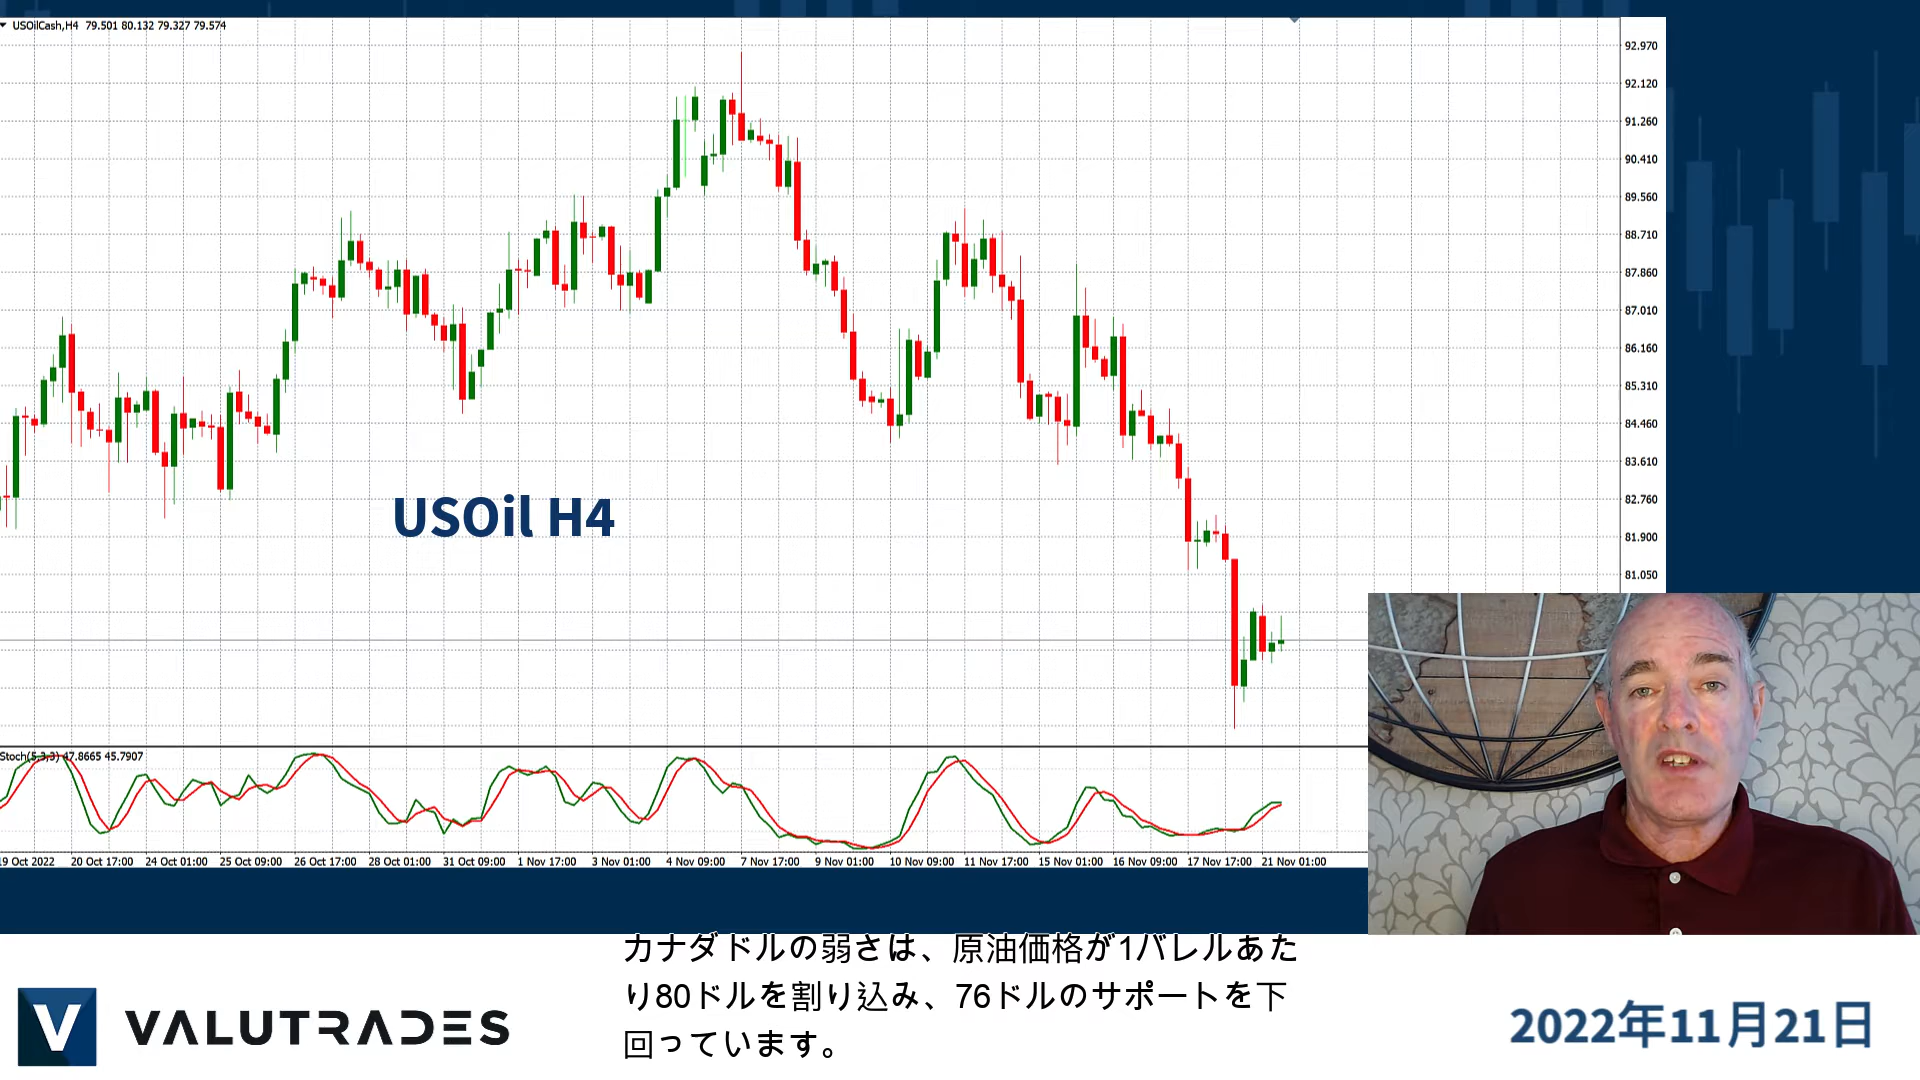 USOilCash,H4 79.501 80.132 79.327 79.574
92.970
92.120
91.260
90.410
89.560
88.710
87.860
87.010
86.160
85.310
84.460
83.610
82.760
81.900
81.050
USOil H4
Stoch(5,3,3) 47.8665 45.7907
19 Oct 2022 20 Oct 17:00 24 Oct 01:00 25 Oct 09:00 26 Oct 17:00 28 Oct 01:00 31 Oct 09:00 1 Nov 17:00 3 Nov 01:00 4 Nov 09:00 7 Nov 17:00 9 Nov 01:00 10 Nov 09:00 11 Nov 17:00 15 Nov 01:00 16 Nov 09:00 17 Nov 17:00 21 Nov 01:00
カナダドルの弱さは、原油価格が1バレルあた
り80ドルを割り込み、76ドルのサポートを下
回っています。
V VALUTRADES
2022年11月21日